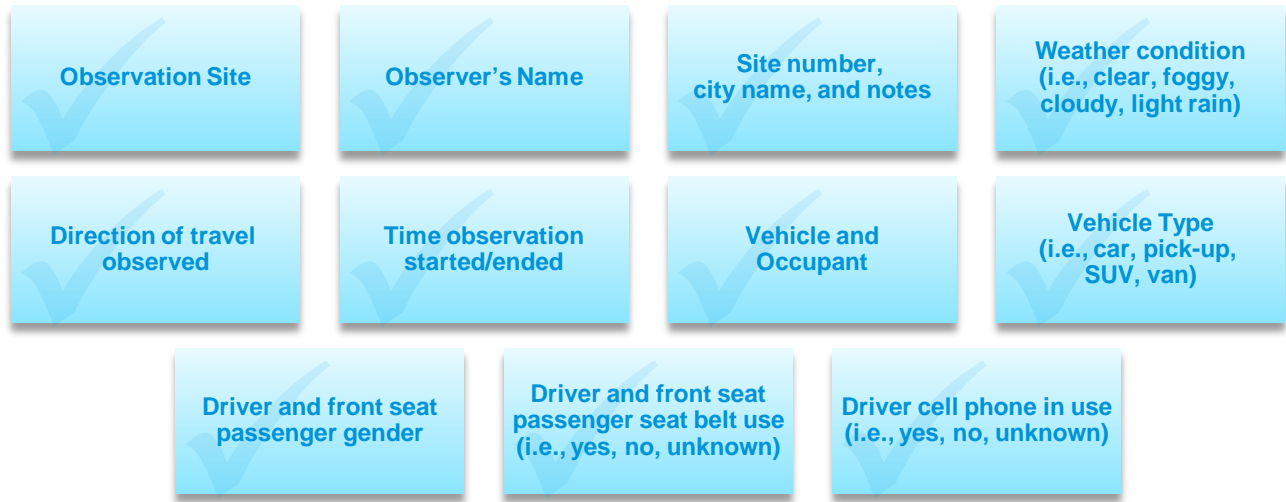 Observation Site
Observer’s Name
Site number,
city name, and notes
Weather condition
(i.e., clear, foggy,
cloudy, light rain)
Direction of travel
observed
Time observation
started/ended
Vehicle and
Occupant
Vehicle Type
(i.e., car, pick-up,
SUV, van)
Driver and front seat
passenger gender
Driver and front seat
passenger seat belt use
(i.e., yes, no, unknown)
Driver cell phone in use
(i.e., yes, no, unknown)